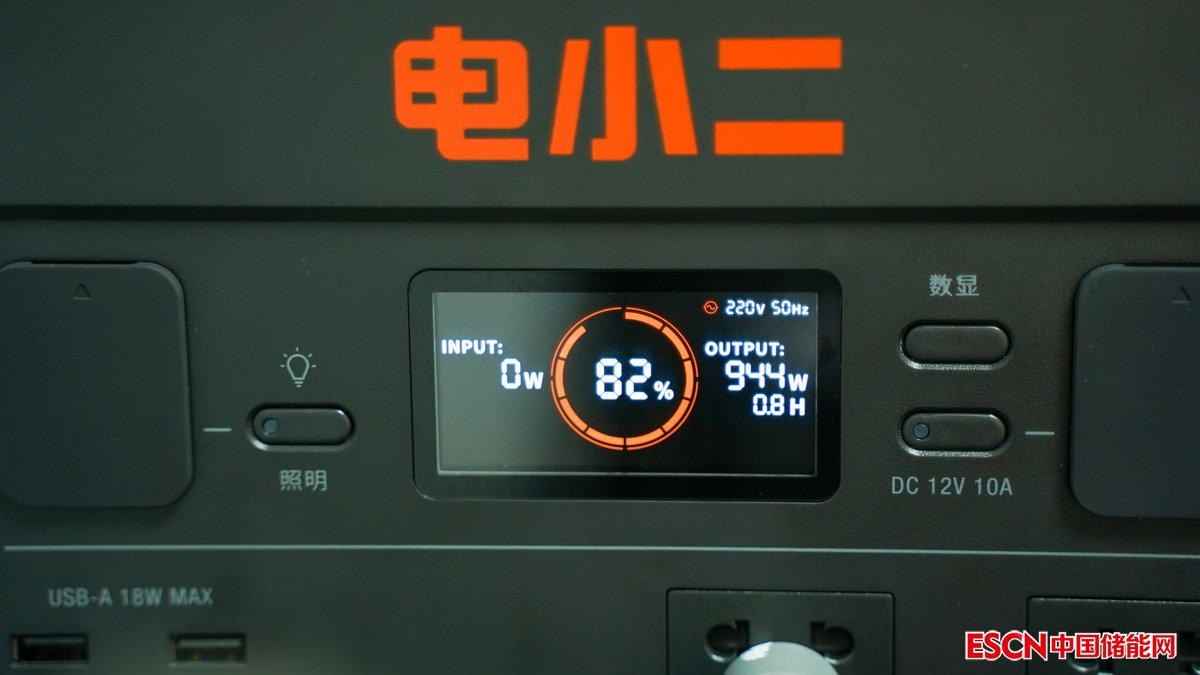 电小二
220V 50Hz
INPUT:
0W
82%
OUTPUT:
944W
0.8H
数显
照明
DC 12V 10A
USB-A 18W MAX
ESCN中国储能网